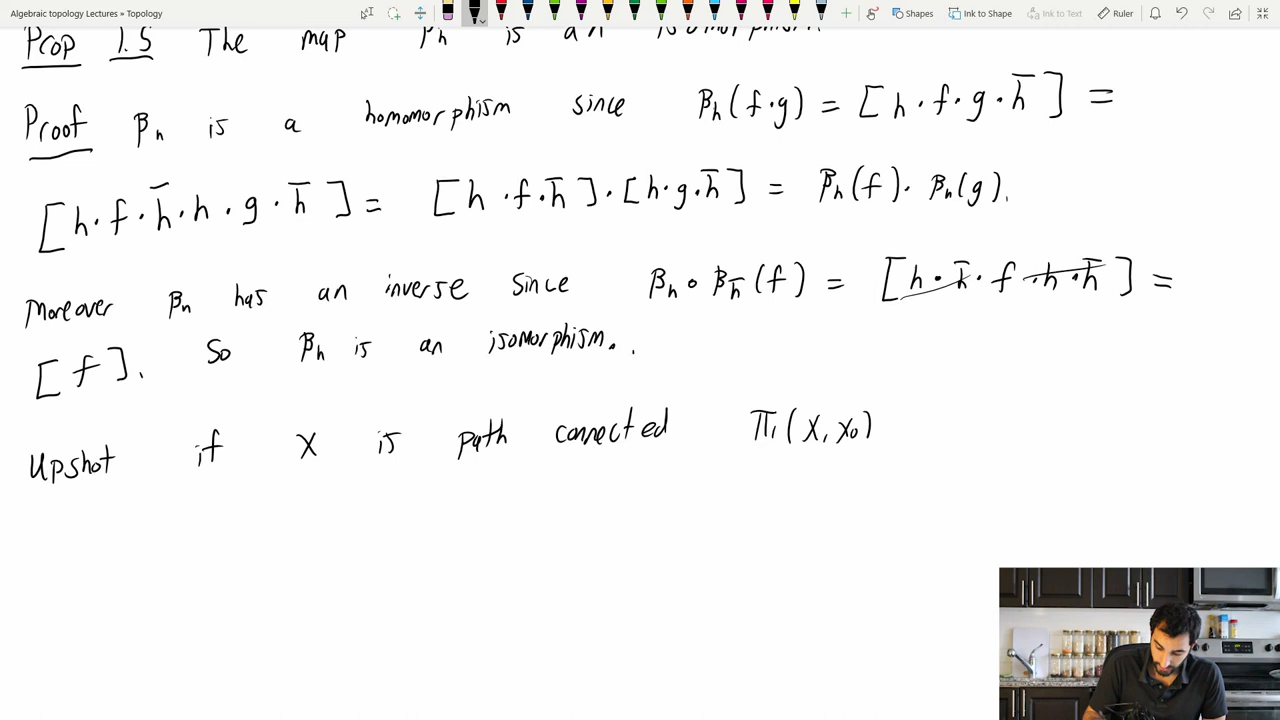 Algebraic topology Lectures » Topology
Shapes Ink to Shape Ink to Text Ruler
Prop 1.5 The map βₕ is an isomorphism
Proof βₕ is a homomorphism since βₕ(f·g) = [h·f·g·h̅] =
[h·f·h̅·h·g·h̅] = [h·f·h̅]·[h·g·h̅] = βₕ(f)·βₕ(g).
Moreover βₕ has an inverse since βₕ∘β_h̅(f) = [h·h̅·f·h·h̅] =
[f]. So βₕ is an isomorphism..
Upshot if X is path connected π₁(X,x₀)